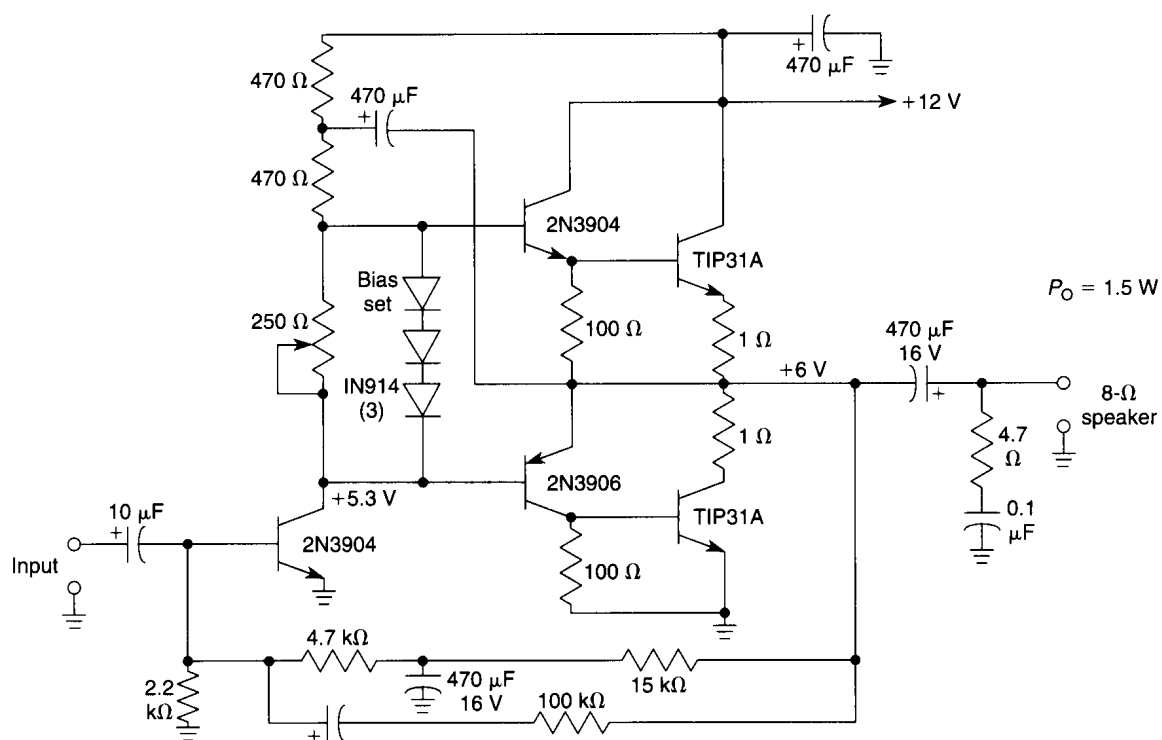 470 Ω
470 µF
+
470 µF
+
+12 V
470 Ω
2N3904
TIP31A
Bias
set
P_O = 1.5 W
250 Ω
100 Ω
1 Ω
470 µF
16 V
+
+6 V
IN914
(3)
8-Ω
speaker
1 Ω
4.7
Ω
2N3906
+5.3 V
TIP31A
10 µF
+
0.1
µF
2N3904
Input
100 Ω
4.7 kΩ
2.2
kΩ
470 µF
16 V
15 kΩ
100 kΩ
+